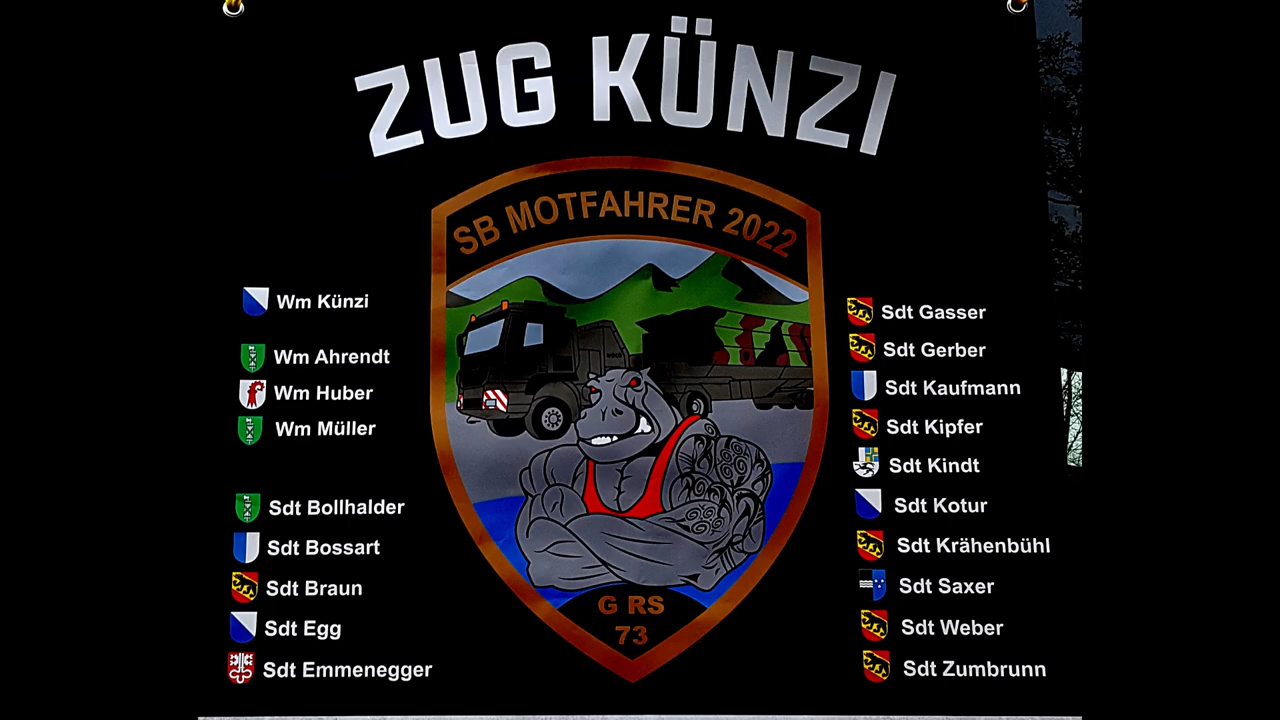 ZUG KÜNZI
SB MOTFAHRER 2022
Wm Künzi
Wm Ahrendt
Wm Huber
Wm Müller
Sdt Bollhalder
Sdt Bossart
Sdt Braun
Sdt Egg
Sdt Emmenegger
Sdt Gasser
Sdt Gerber
Sdt Kaufmann
Sdt Kipfer
Sdt Kindt
Sdt Kotur
Sdt Krähenbühl
Sdt Saxer
Sdt Weber
Sdt Zumbrunn
G RS
73